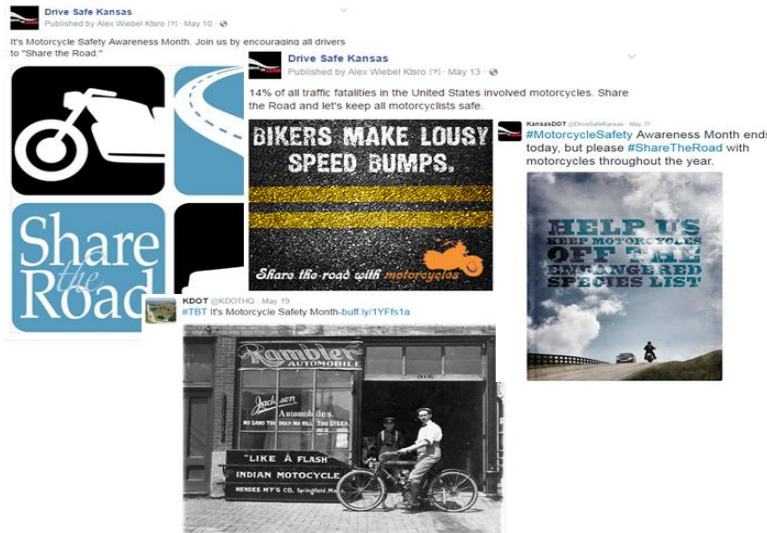 Drive Safe Kansas
Published by Alex Wiebel Ktsro [?] · May 10 ·
It's Motorcycle Safety Awareness Month. Join us by encouraging all drivers
to "Share the Road."
Share
the
Road
Drive Safe Kansas
Published by Alex Wiebel Ksro [?] · May 13 ·
14% of all traffic fatalities in the United States involved motorcycles. Share
the Road and let's keep all motorcyclists safe.
BIKERS MAKE LOUSY
SPEED BUMPS.
Share the road with motorcycles
KansasDOT @DriveSafeKansas · May 31
#MotorcycleSafety Awareness Month ends
today, but please #ShareTheRoad with
motorcycles throughout the year.
HELP US
KEEP MOTORCYCLES
OFF THE
ENDANGERED
SPECIES LIST
KDOT @KDOTHQ · May 19
#TBT It's Motorcycle Safety Month-buff.ly/1YFfs1a
Rambler
AUTOMOBILE
Jackson
Automobiles.
NO SAND TOO DEEP NO HILL TOO STEEP
"LIKE A FLASH"
INDIAN MOTOCYCLE
HENDEE M'F'G CO. Springfield, Ma